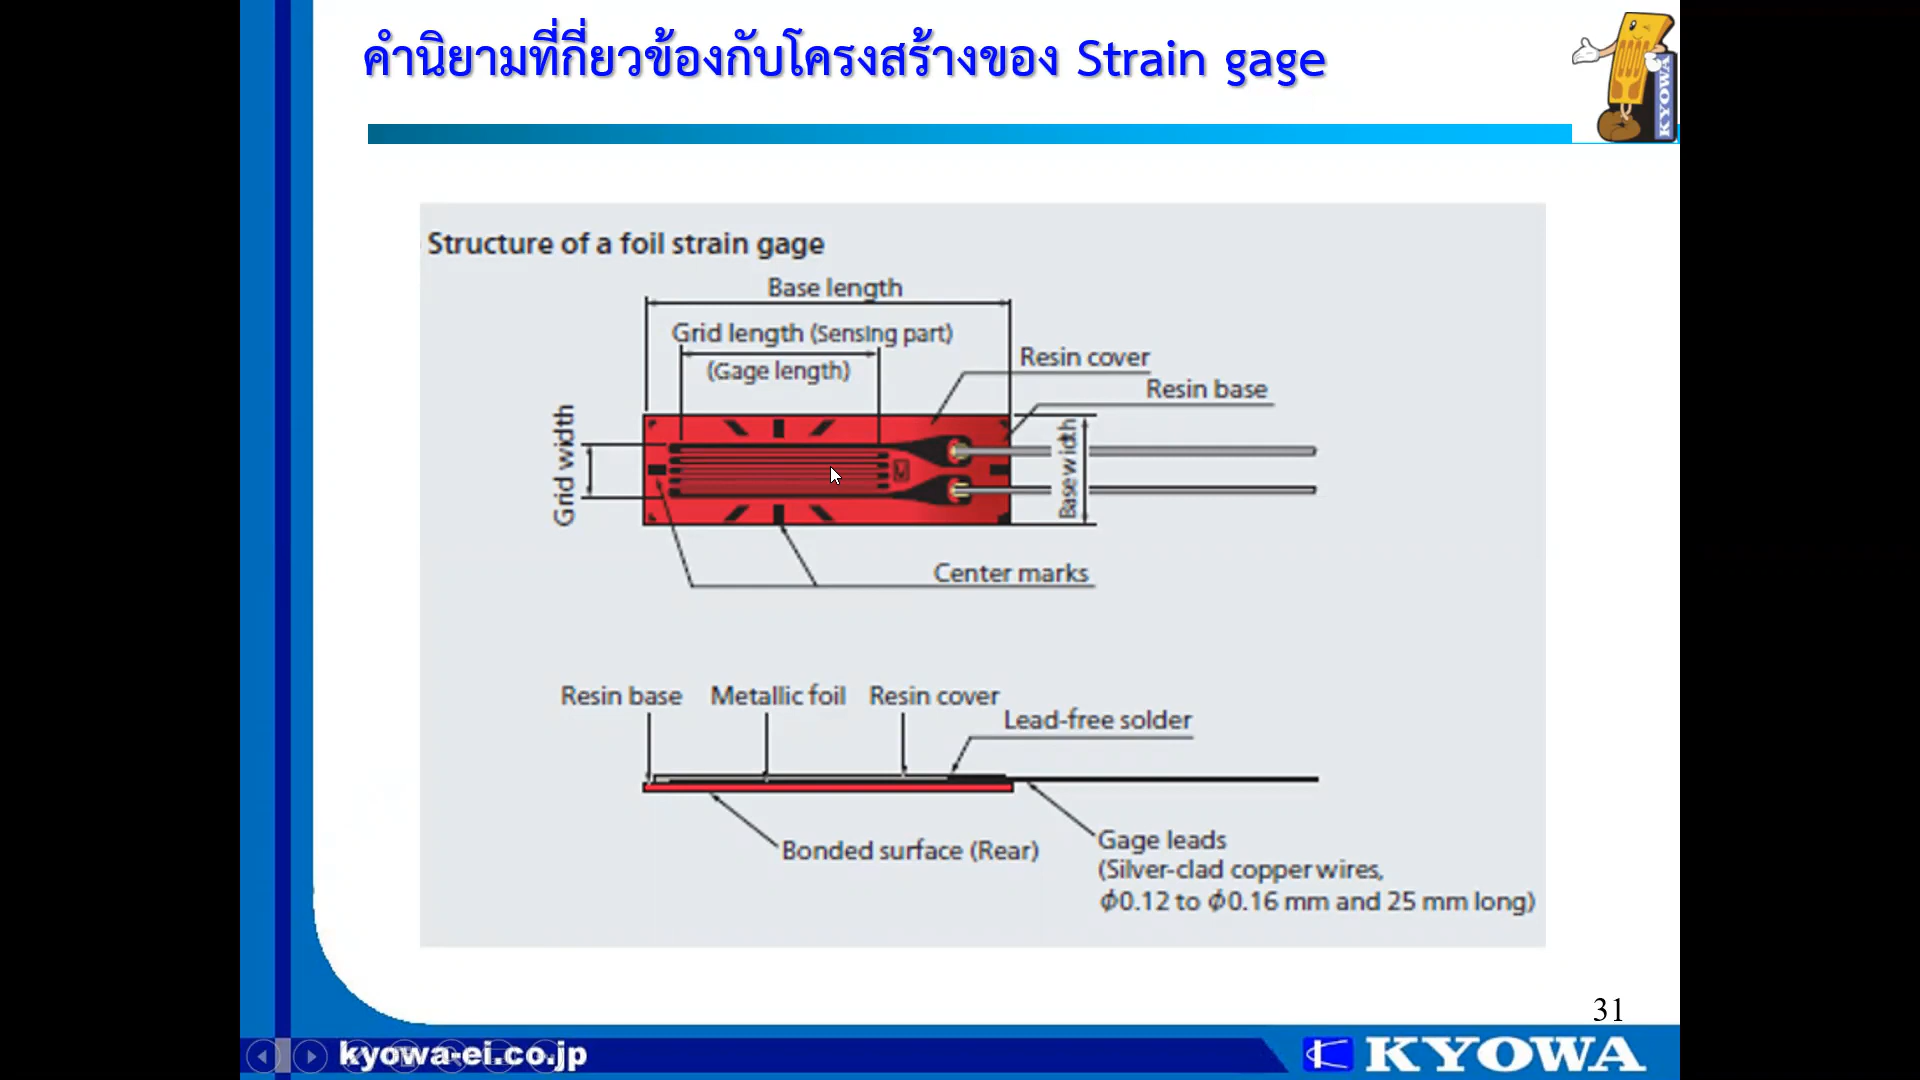 คำนิยามที่กี่ยวข้องกับโครงสร้างของ Strain gage
KYOWA
Structure of a foil strain gage
Base length
Grid length (Sensing part)
(Gage length)
Resin cover
Resin base
Grid width
Base width
Center marks
Resin base
Metallic foil
Resin cover
Lead-free solder
Bonded surface (Rear)
Gage leads
(Silver-clad copper wires,
ϕ0.12 to ϕ0.16 mm and 25 mm long)
31
kyowa-ei.co.jp
KYOWA